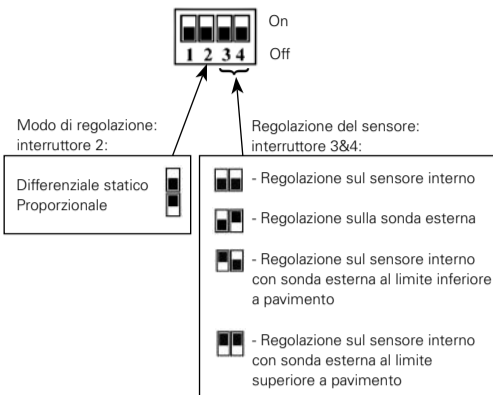 On
1 2 3 4
Off
Modo di regolazione:
interruttore 2:
Differenziale statico
Proporzionale
Regolazione del sensore:
interruttore 3&4:
- Regolazione sul sensore interno
- Regolazione sulla sonda esterna
- Regolazione sul sensore interno
con sonda esterna al limite inferiore
a pavimento
- Regolazione sul sensore interno
con sonda esterna al limite
superiore a pavimento